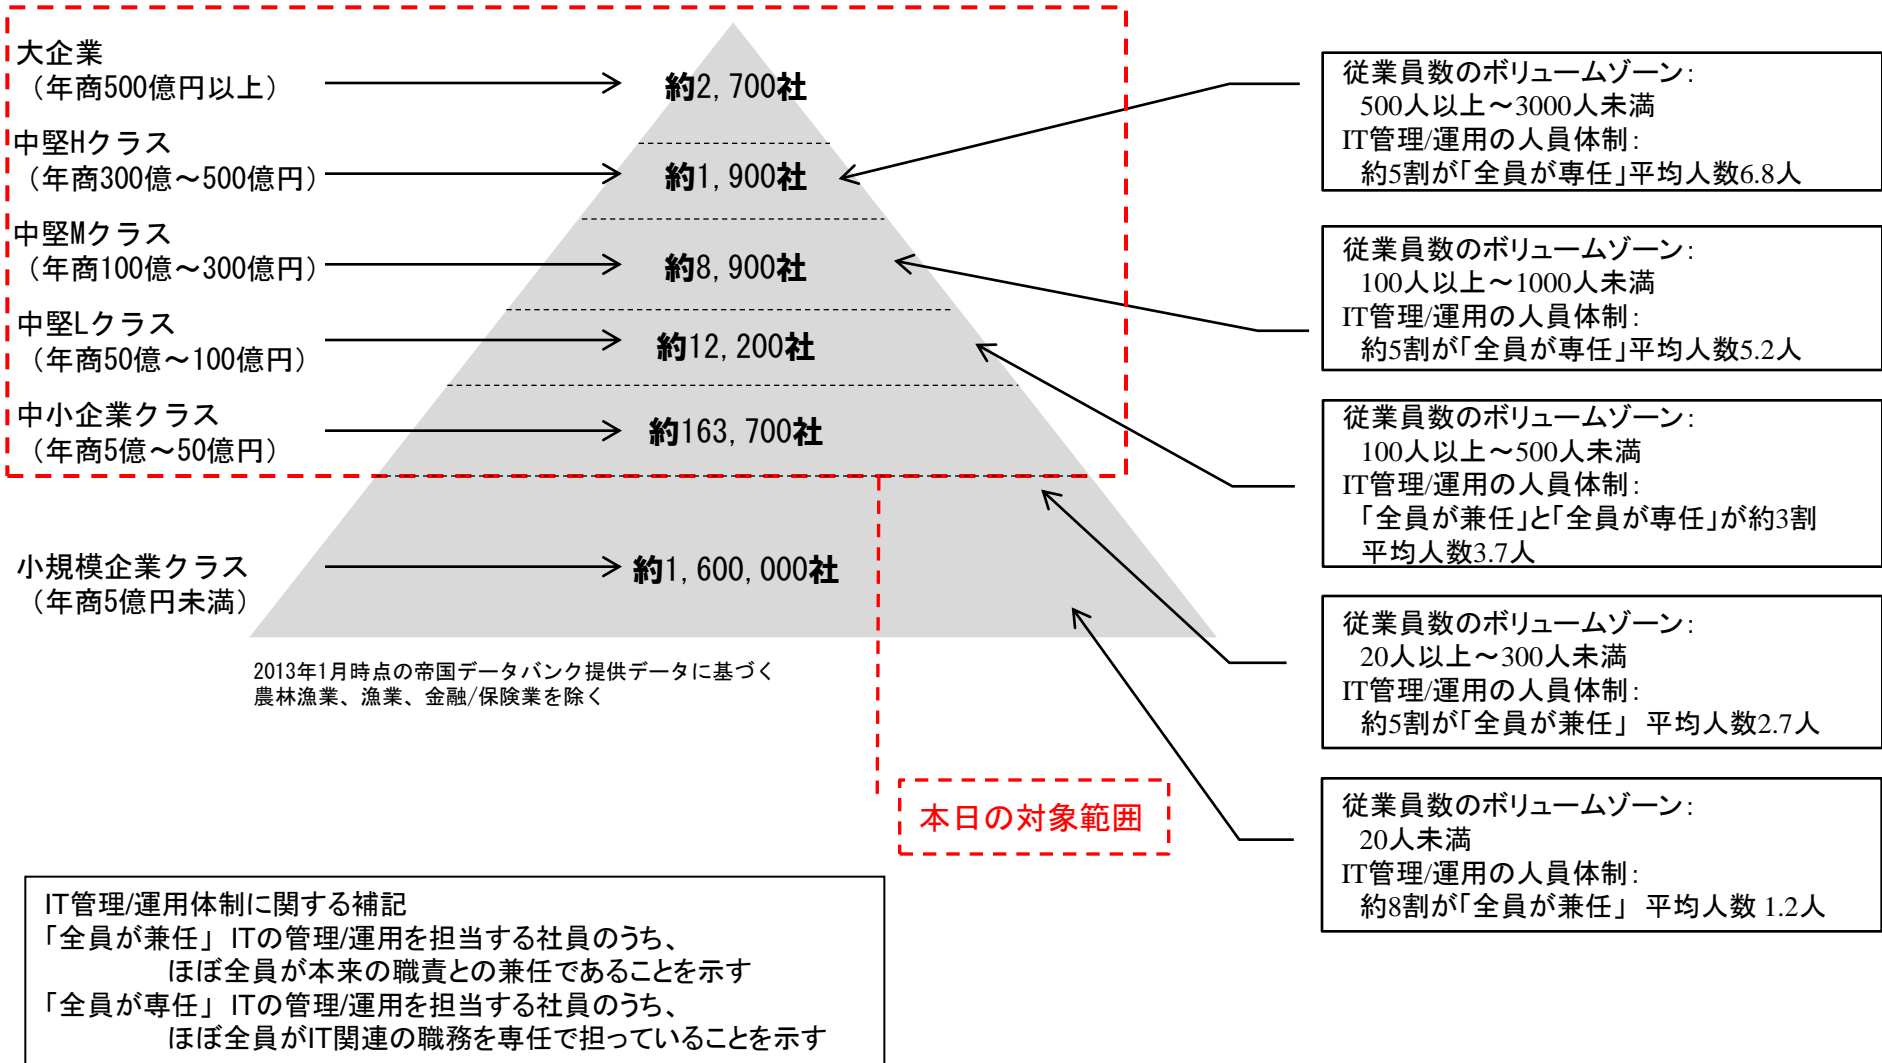 大企業
（年商500億円以上）
約2,700社
中堅Hクラス
（年商300億～500億円）
約1,900社
中堅Mクラス
（年商100億～300億円）
約8,900社
中堅Lクラス
（年商50億～100億円）
約12,200社
中小企業クラス
（年商5億～50億円）
約163,700社
小規模企業クラス
（年商5億円未満）
約1,600,000社
2013年1月時点の帝国データバンク提供データに基づく
農林漁業、漁業、金融/保険業を除く
本日の対象範囲
従業員数のボリュームゾーン：
500人以上～3000人未満
IT管理/運用の人員体制：
約5割が「全員が専任」平均人数6.8人
従業員数のボリュームゾーン：
100人以上～1000人未満
IT管理/運用の人員体制：
約5割が「全員が専任」平均人数5.2人
従業員数のボリュームゾーン：
100人以上～500人未満
IT管理/運用の人員体制：
「全員が兼任」と「全員が専任」が約3割
平均人数3.7人
従業員数のボリュームゾーン：
20人以上～300人未満
IT管理/運用の人員体制：
約5割が「全員が兼任」 平均人数2.7人
従業員数のボリュームゾーン：
20人未満
IT管理/運用の人員体制：
約8割が「全員が兼任」 平均人数 1.2人
IT管理/運用体制に関する補記
「全員が兼任」 ITの管理/運用を担当する社員のうち、
ほぼ全員が本来の職責との兼任であることを示す
「全員が専任」 ITの管理/運用を担当する社員のうち、
ほぼ全員がIT関連の職務を専任で担っていることを示す